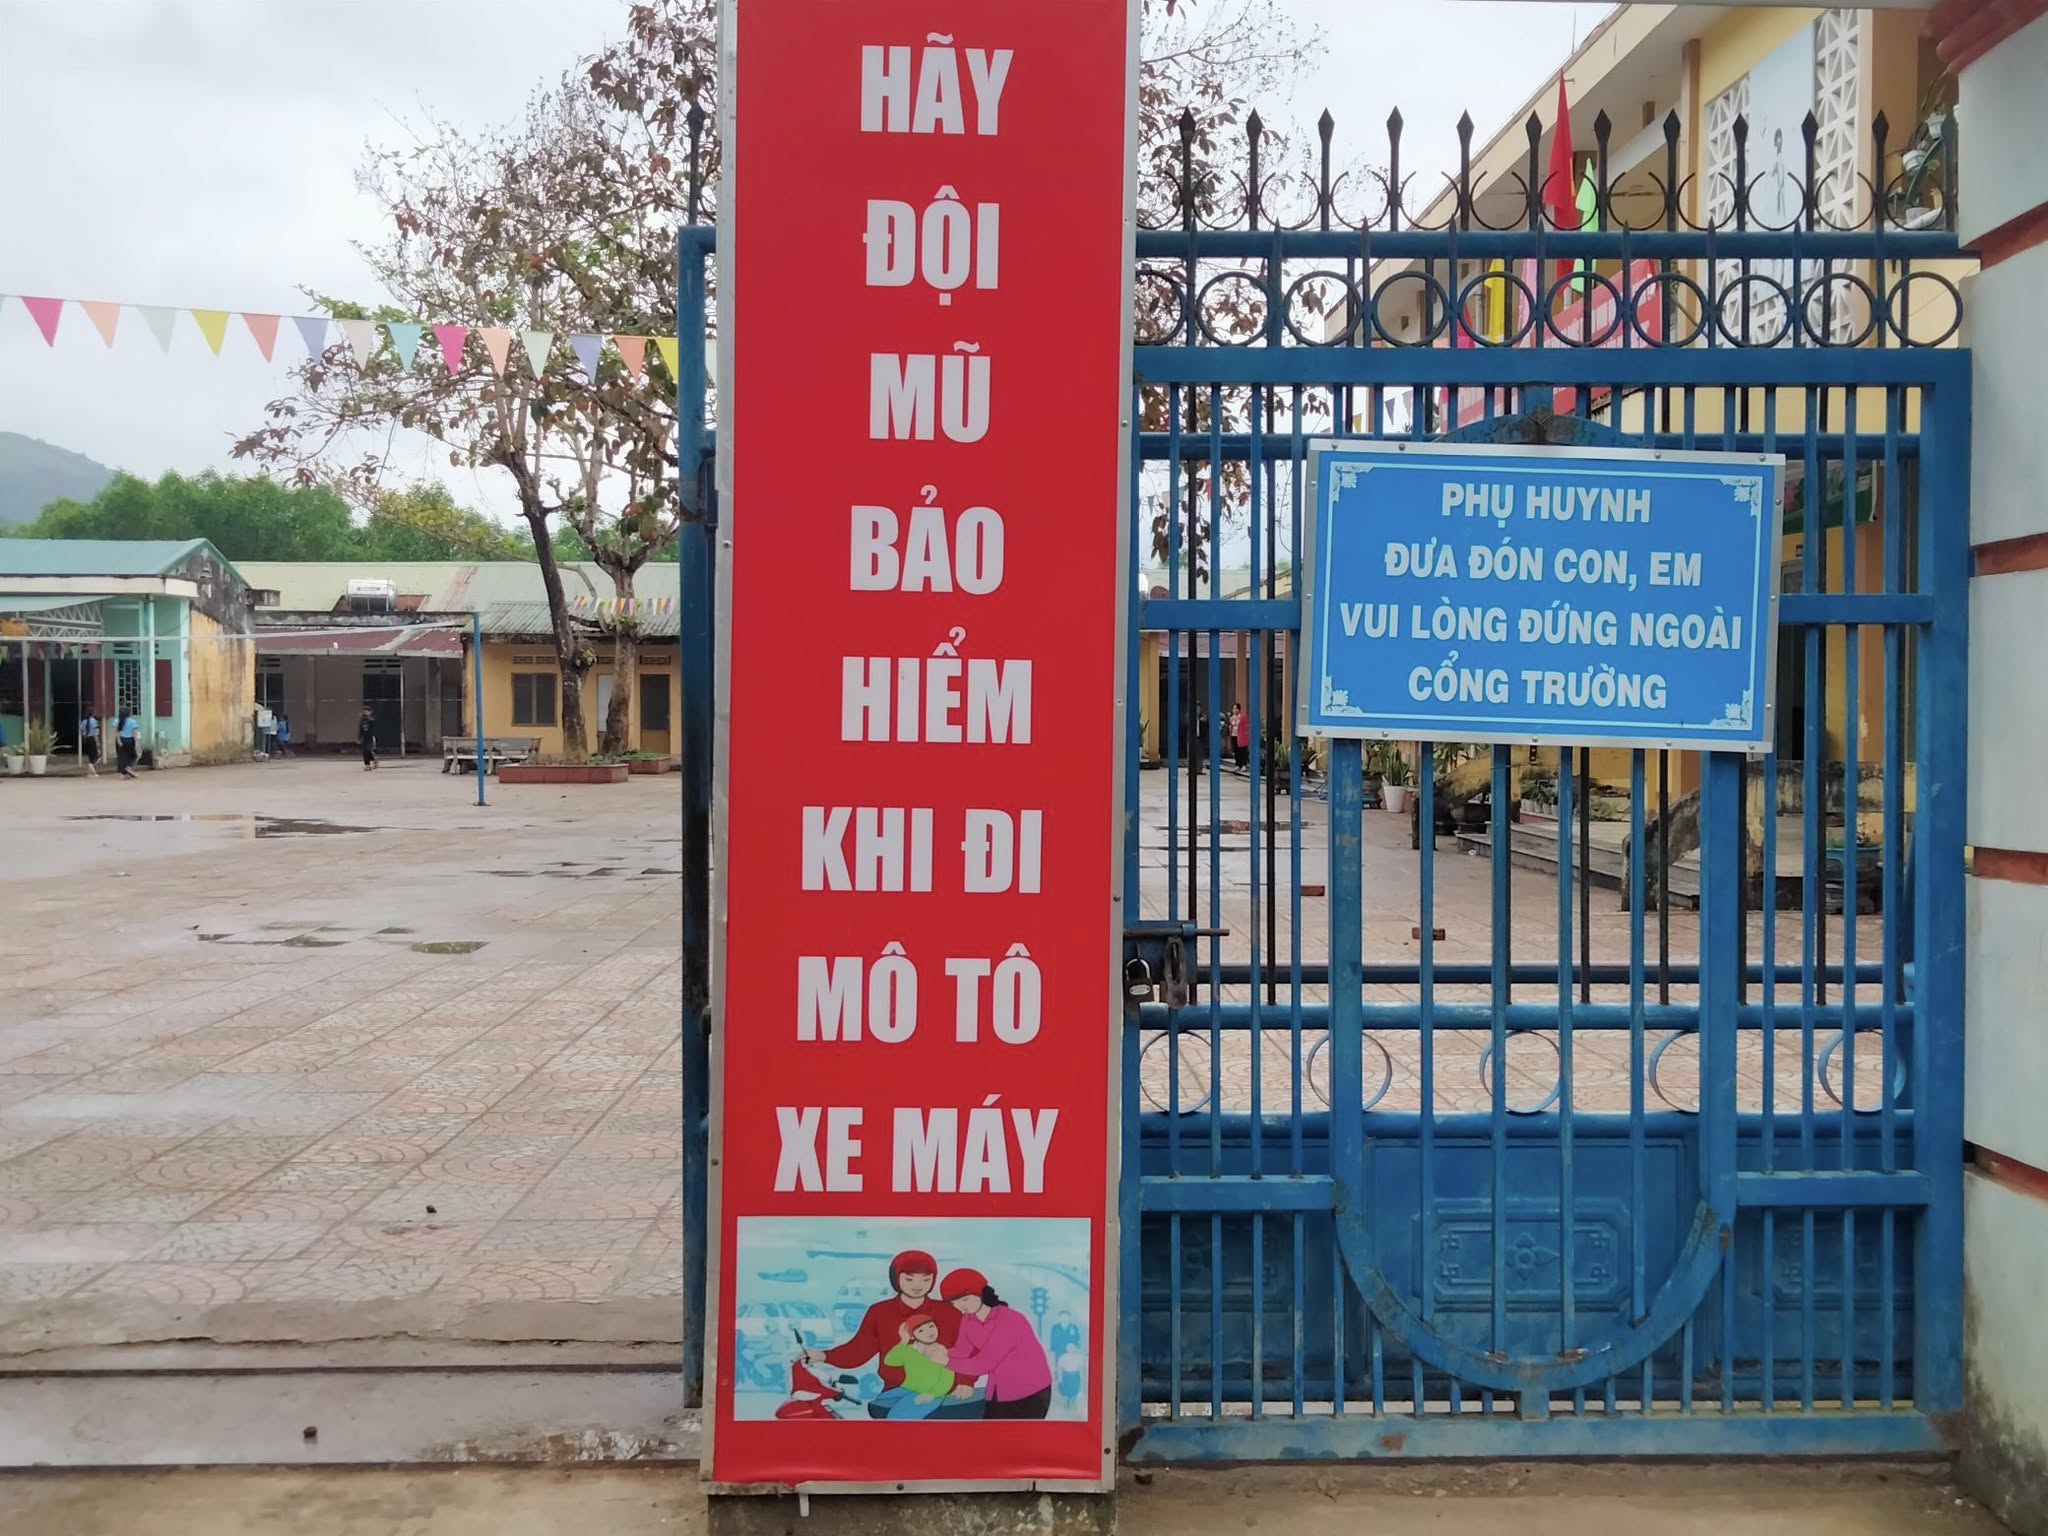 HÃY
ĐỘI
MŨ
BẢO
HIỂM
KHI ĐI
MÔ TÔ
XE MÁY
PHỤ HUYNH
ĐƯA ĐÓN CON, EM
VUI LÒNG ĐỨNG NGOÀI
CỔNG TRƯỜNG